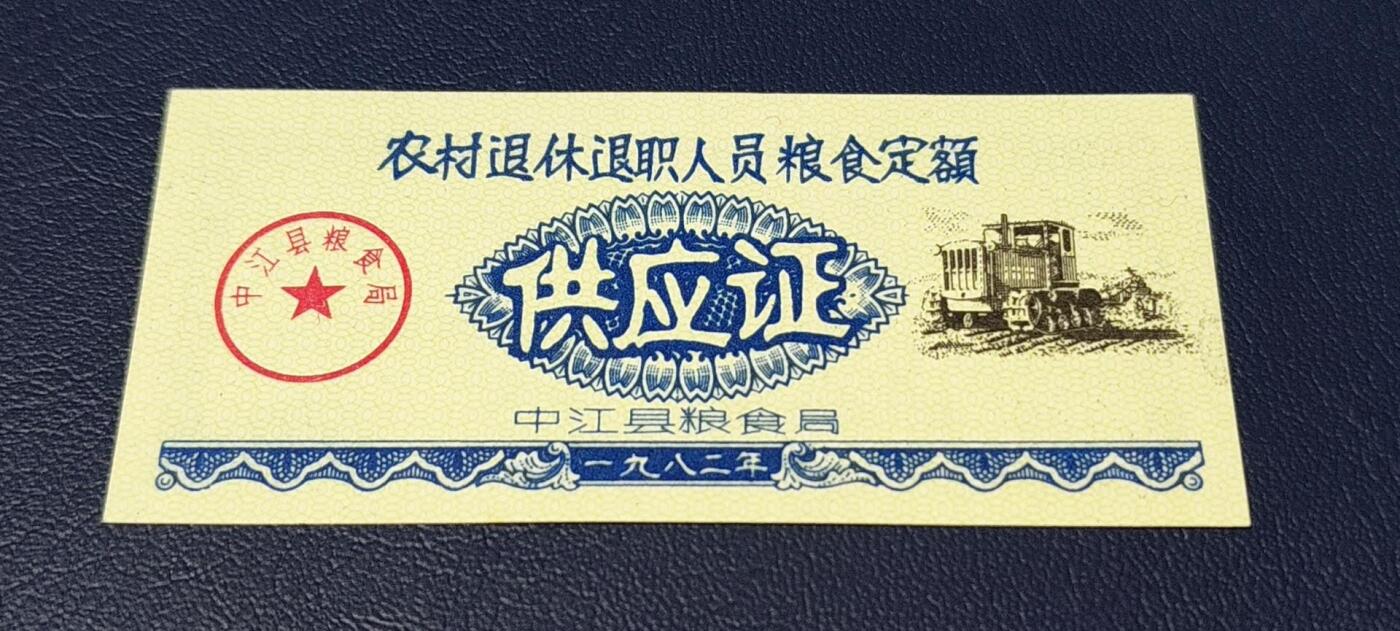 农村退休退职人员粮食定額
中江县粮食局
供应证
中江县粮食局
一九八二年